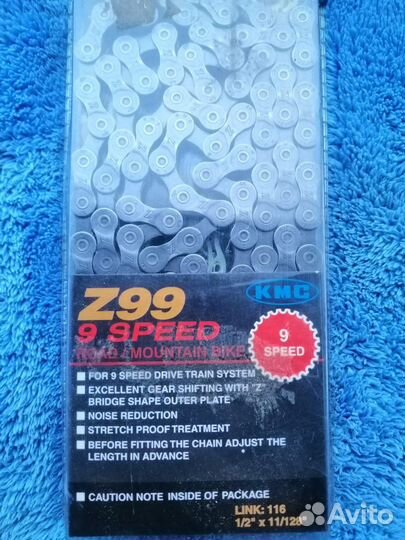 Z99
KMC
9 SPEED
ROAD / MOUNTAIN BIKE
9
SPEED
FOR 9 SPEED DRIVE TRAIN SYSTEM
EXCELLENT GEAR SHIFTING WITH "Z"
BRIDGE SHAPE OUTER PLATE
NOISE REDUCTION
STRETCH PROOF TREATMENT
BEFORE FITTING THE CHAIN ADJUST THE
LENGTH IN ADVANCE
CAUTION NOTE INSIDE OF PACKAGE
LINK: 116
1/2" x 11/128"
Avito